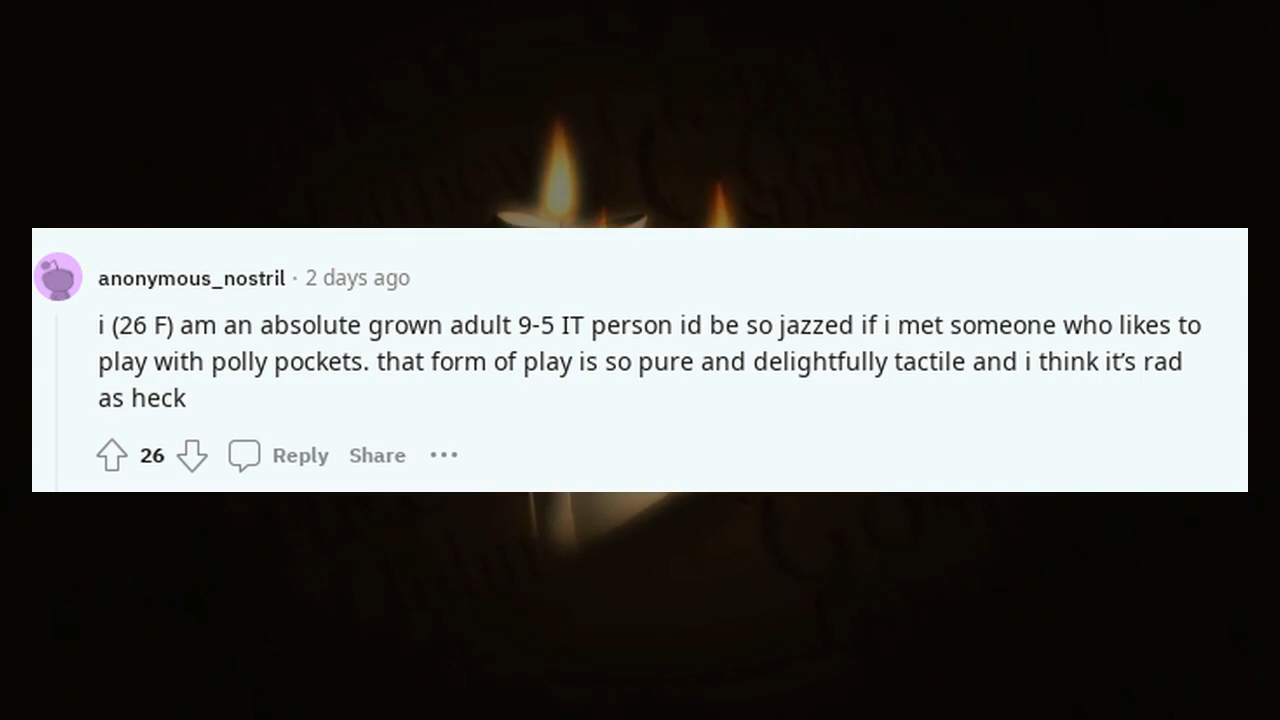 anonymous_nostril · 2 days ago
i (26 F) am an absolute grown adult 9-5 IT person id be so jazzed if i met someone who likes to
play with polly pockets. that form of play is so pure and delightfully tactile and i think it’s rad
as heck
26 Reply Share •••